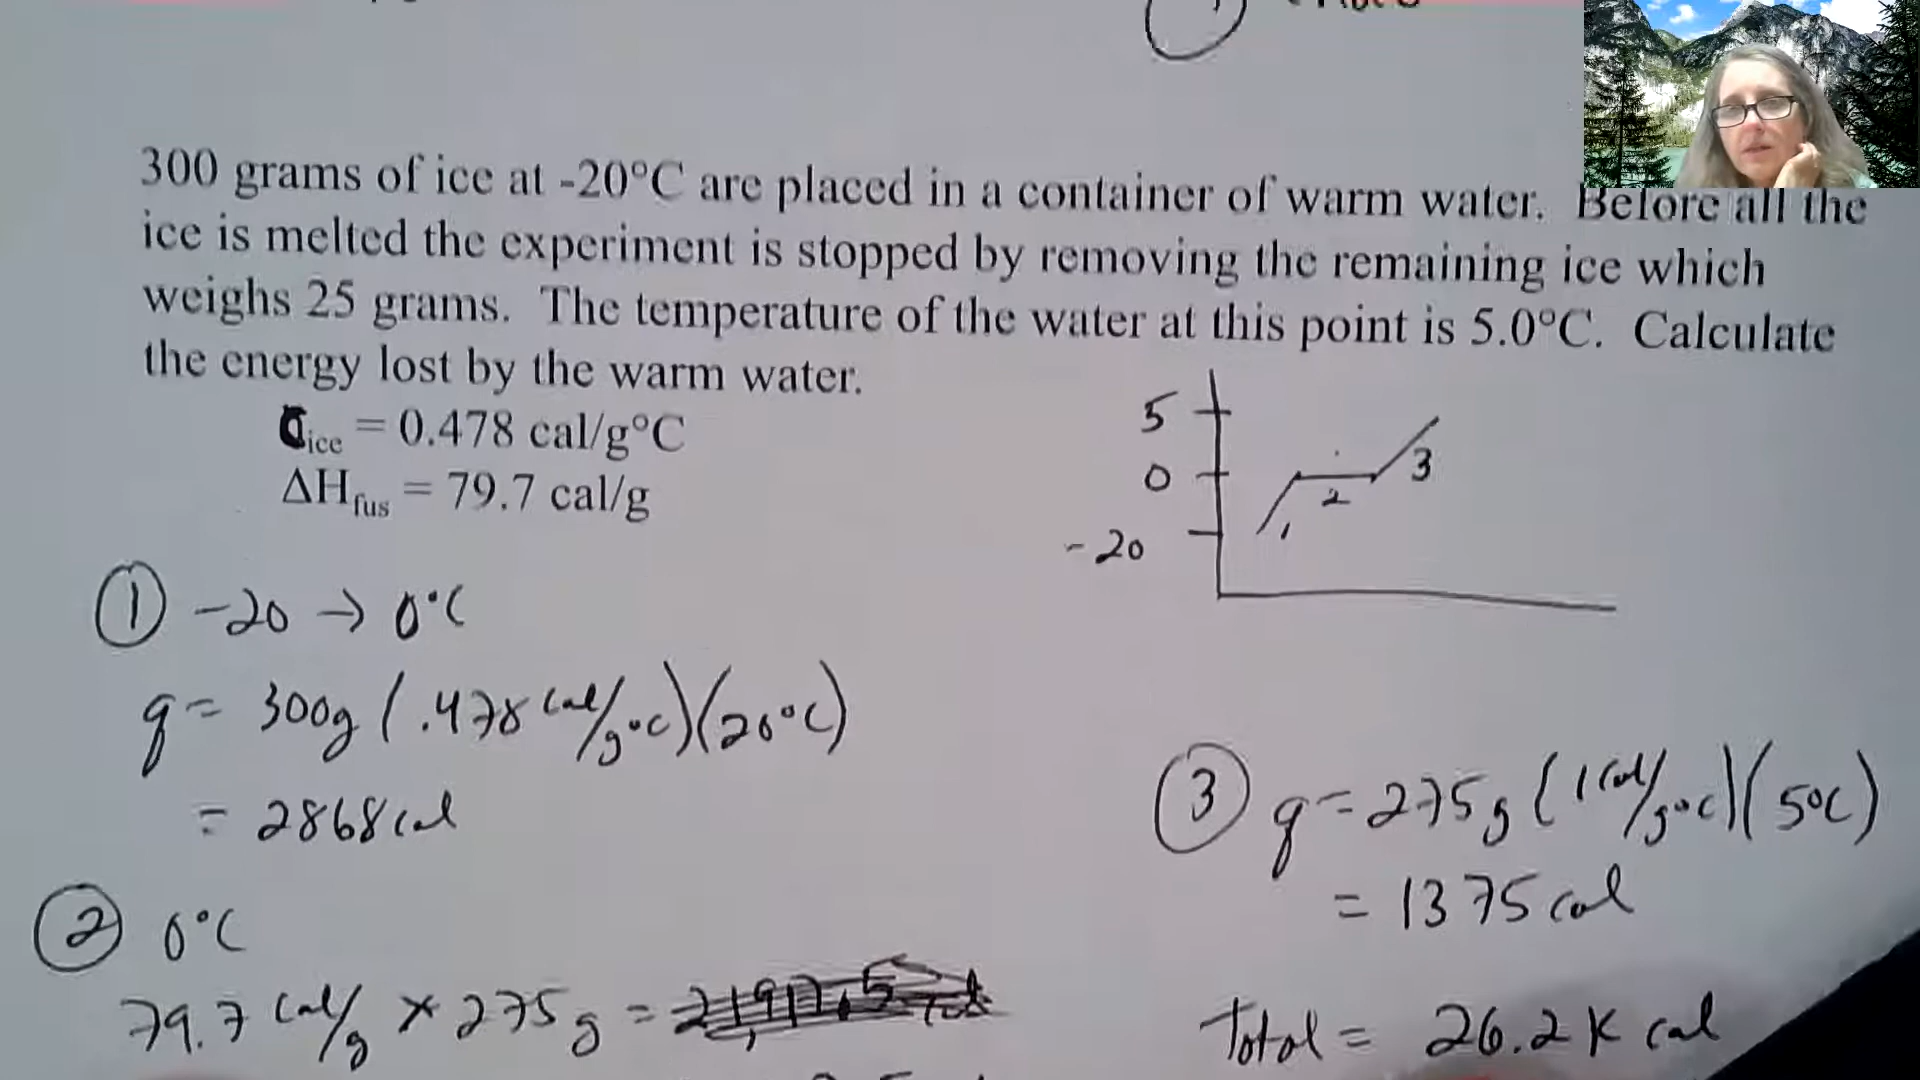 300 grams of ice at -20°C are placed in a container of warm water. Before all the
ice is melted the experiment is stopped by removing the remaining ice which
weighs 25 grams. The temperature of the water at this point is 5.0°C. Calculate
the energy lost by the warm water.
Cice = 0.478 cal/g°C
ΔHfus = 79.7 cal/g
5
0
-20
1
2
3
① -20 → 0°C
q = 300g (.478 cal/g°C)(20°C)
= 2868 cal
② 0°C
79.7 cal/g × 275g =
③ q = 275g (1 cal/g°C)(5°C)
= 1375 cal
Total = 26.2 K cal